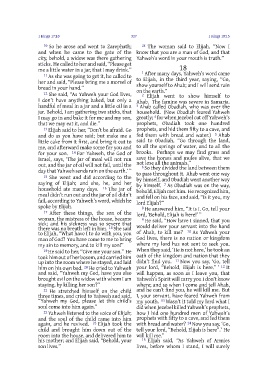 1 Kings 17:10
337
1 Kings 18:15
10 So he arose and went to Zarephath;
and when he came to the gate of the
city, behold, a widow was there gathering
sticks. He called to her and said, “Please get
me a little water in a jar, that I may drink.”
11 As she was going to get it, he called to
her and said, “Please bring me a morsel of
bread in your hand.”
12 She said, “As Yahweh your God lives,
I don’t have anything baked, but only a
handful of meal in a jar and a little oil in a
jar. Behold, I am gathering two sticks, that
I may go in and bake it for me and my son,
that we may eat it, and die.”
13 Elijah said to her, “Don’t be afraid. Go
and do as you have said; but make me a
little cake from it first, and bring it out to
me, and afterward make some for you and
for your son. 14 For Yahweh, the God of
Israel, says, ‘The jar of meal will not run
out, and the jar of oil will not fail, until the
day that Yahweh sends rain on the earth.’”
15 She went and did according to the
saying of Elijah; and she, he, and her
household ate many days. 16 The jar of
meal didn’t run out and the jar of oil didn’t
fail, according to Yahweh’s word, which he
spoke by Elijah.
17 After these things, the son of the
woman, the mistress of the house, became
sick; and his sickness was so severe that
there was no breath left in him. 18 She said
to Elijah, “What have I to do with you, you
man of God? You have come to me to bring
my sin to memory, and to kill my son!”
19 He said to her, “Give me your son.” He
took him out of her bosom, and carried him
up into the room where he stayed, and laid
him on his own bed. 20 He cried to Yahweh
and said, “Yahweh my God, have you also
brought evil on the widow with whom I am
staying, by killing her son?”
21 He stretched himself on the child
three times, and cried to Yahweh and said,
“Yahweh my God, please let this child’s
soul come into him again.”
22 Yahweh listened to the voice of Elijah;
and the soul of the child came into him
again, and he revived. 23 Elijah took the
child and brought him down out of the
room into the house, and delivered him to
his mother; and Elijah said, “Behold, your
son lives.”
24 The woman said to Elijah, “Now I
know that you are a man of God, and that
Yahweh’s word in your mouth is truth.”
18
1 After many days, Yahweh’s word came
to Elijah, in the third year, saying, “Go,
show yourself to Ahab; and I will send rain
on the earth.”
2 Elijah went to show himself to
Ahab. The famine was severe in Samaria.
3 Ahab called Obadiah, who was over the
household. (Now Obadiah feared Yahweh
greatly; 4 for when Jezebel cut off Yahweh’s
prophets, Obadiah took one hundred
prophets, and hid them fifty to a cave, and
fed them with bread and water.) 5 Ahab
said to Obadiah, “Go through the land,
to all the springs of water, and to all the
brooks. Perhaps we may find grass and
save the horses and mules alive, that we
not lose all the animals.”
6 So they divided the land between them
to pass throughout it. Ahab went one way
by himself, and Obadiah went another way
by himself. 7 As Obadiah was on the way,
behold, Elijah met him. He recognized him,
and fell on his face, and said, “Is it you, my
lord Elijah?”
8 He answered him, “It is I. Go, tell your
lord, ‘Behold, Elijah is here!’”
9 He said, “How have I sinned, that you
would deliver your servant into the hand
of Ahab, to kill me? 10 As Yahweh your
God lives, there is no nation or kingdom
where my lord has not sent to seek you.
When they said, ‘He is not here,’ he took an
oath of the kingdom and nation that they
didn’t find you. 11 Now you say, ‘Go, tell
your lord, “Behold, Elijah is here.”’ 12 It
will happen, as soon as I leave you, that
Yahweh’s Spirit will carry you I don’t know
where; and so when I come and tell Ahab,
and he can’t find you, he will kill me. But
I, your servant, have feared Yahweh from
my youth. 13 Wasn’t it told my lord what I
did when Jezebel killed Yahweh’s prophets,
how I hid one hundred men of Yahweh’s
prophets with fifty to a cave, and fed them
with bread and water? 14 Now you say, ‘Go,
tell your lord, “Behold, Elijah is here”.’ He
will kill me.”
15 Elijah said, “As Yahweh of Armies
lives, before whom I stand, I will surely